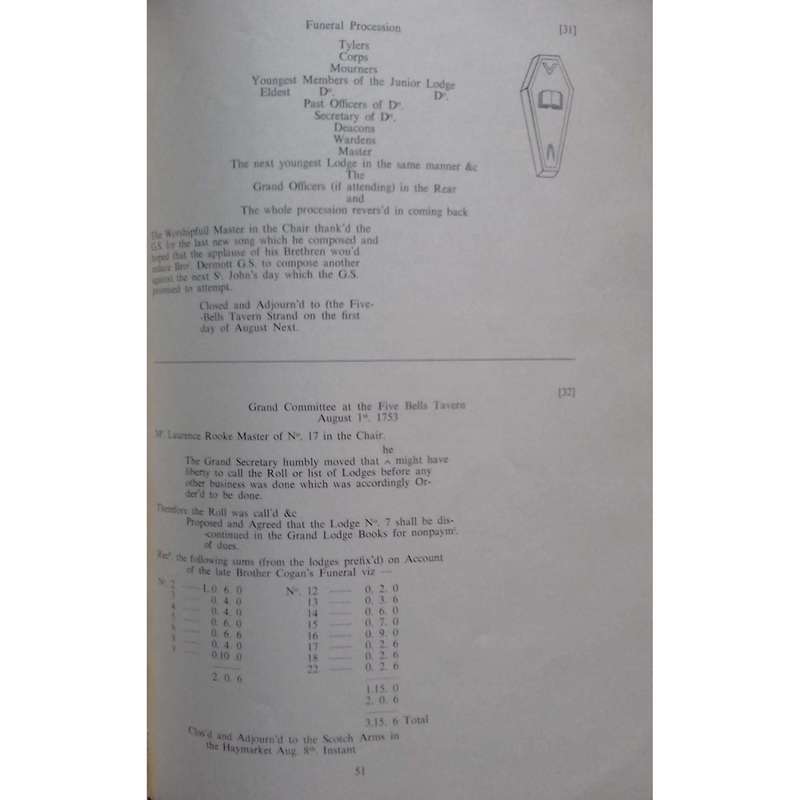 Funeral Procession [31]
Tylers
Corps
Mourners
Youngest Members of the Junior Lodge
Eldest Dº. Dº.
Past Officers of Dº.
Secretary of Dº.
Deacons
Wardens
Master
The next youngest Lodge in the same manner &c
The
Grand Officers (if attending) in the Rear
and
The whole procession revers'd in coming back
The Worshipfull Master in the Chair thank'd the
G.S. for the last new song which he composed and
hoped that the applause of his Brethren wou'd
induce Bror. Dermott G.S. to compose another
against the next St. John's day which the G.S.
promised to attempt.
Closed and Adjourn'd to (the Five-
-Bells Tavern Strand on the first
day of August Next.
[32]
Grand Committee at the Five Bells Tavern
August 1st. 1753
Mr. Laurence Rooke Master of Nº. 17 in the Chair.
he
The Grand Secretary humbly moved that ^ might have
liberty to call the Roll or list of Lodges before any
other business was done which was accordingly Or-
der'd to be done.
Therefore the Roll was call'd &c
Proposed and Agreed that the Lodge Nº. 7 shall be dis-
-continued in the Grand Lodge Books for nonpaymt.
of dues.
Recd. the following sums (from the lodges prefix'd) on Account
of the late Brother Cogan's Funeral viz —
Nº. 2 — L0. 6. 0 Nº. 12 — 0. 2. 0
3 — 0. 4. 0 13 — 0. 3. 6
4 — 0. 4. 0 14 — 0. 6. 0
5 — 0. 6. 0 15 — 0. 7. 0
6 — 0. 6. 6 16 — 0. 9. 0
8 — 0. 4. 0 17 — 0. 2. 6
9 — 0.10 .0 18 — 0. 2. 6
22 — 0. 2. 6
2. 0. 6
1.15. 0
2. 0. 6
3.15. 6 Total
Clos'd and Adjourn'd to the Scotch Arms in
the Haymarket Aug. 8th. Instant
51